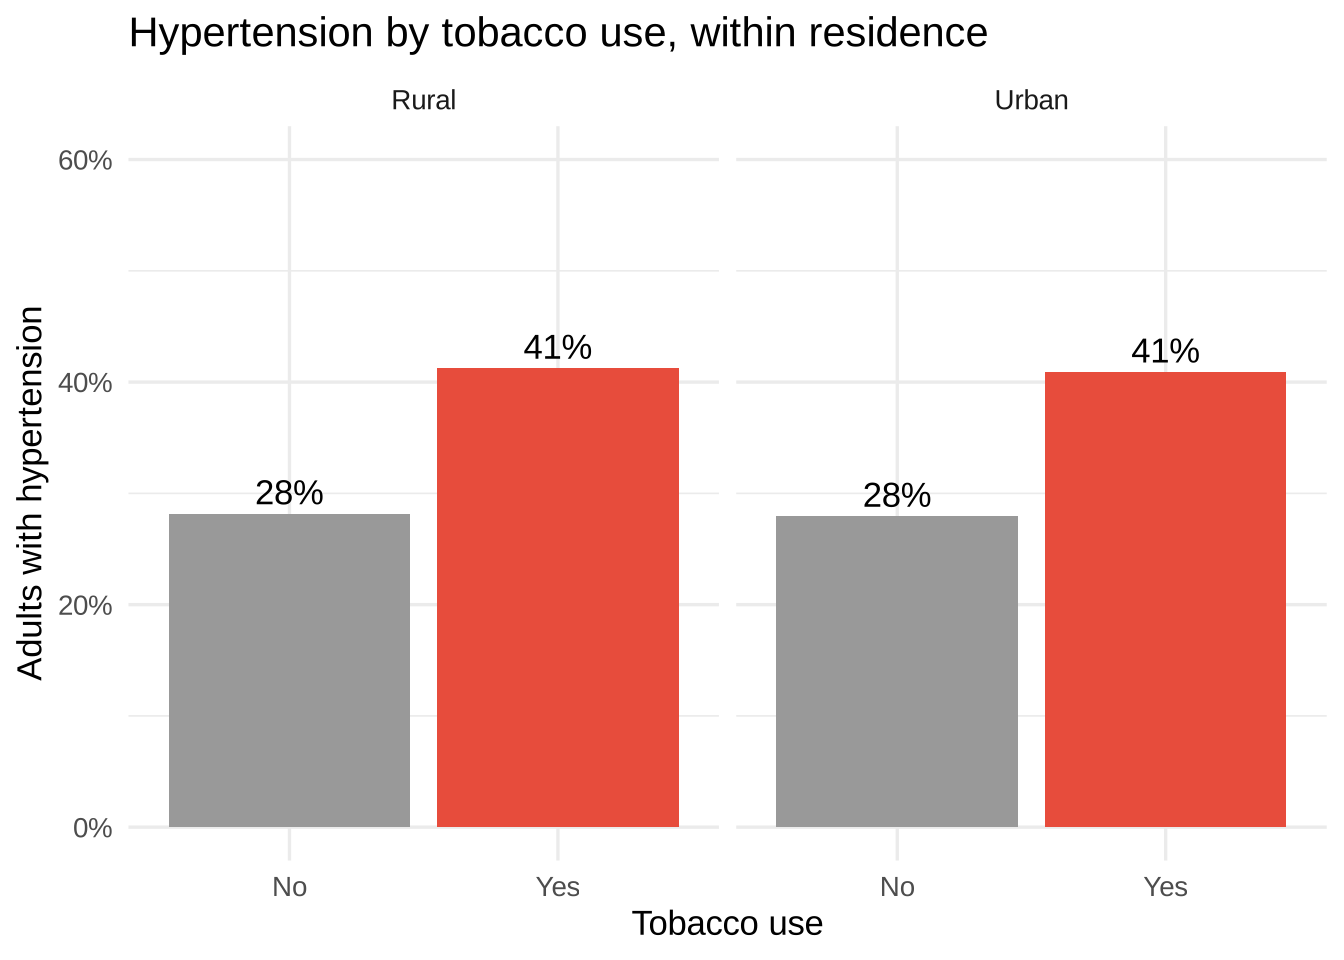 Hypertension by tobacco use, within residence
Rural
Urban
Adults with hypertension
60%
40%
20%
0%
28%
41%
28%
41%
No
Yes
No
Yes
Tobacco use